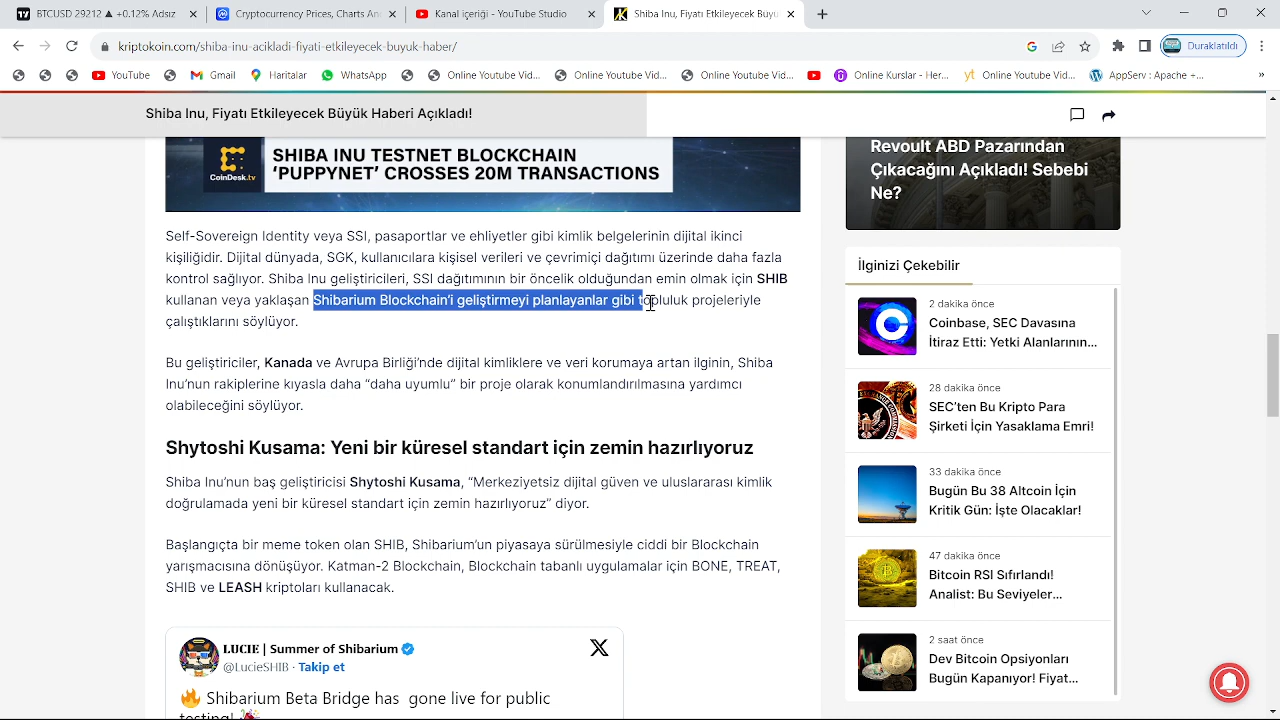 BTCUSD 29212 ▲ +0.12% Adsız
Cryptocurrency Prices, Charts An
Kanal içeriği - YouTube Studio
Shiba Inu, Fiyatı Etkileyecek Büyü
kriptokoin.com/shiba-inu-acikladi-fiyati-etkileyecek-buyuk-haber/
Duraklatıldı
YouTube
Gmail
Haritalar
WhatsApp
Online Youtube Vid...
Online Youtube Vid...
Online Youtube Vid...
Online Kurslar - Her...
yt Online Youtube Vid...
AppServ : Apache +...
»
Shiba Inu, Fiyatı Etkileyecek Büyük Haberi Açıkladı!
CoinDesk.tv
SHIBA INU TESTNET BLOCKCHAIN
‘PUPPYNET’ CROSSES 20M TRANSACTIONS
Self-Sovereign Identity veya SSI, pasaportlar ve ehliyetler gibi kimlik belgelerinin dijital ikinci
kişiliğidir. Dijital dünyada, SGK, kullanıcılara kişisel verileri ve çevrimiçi dağıtımı üzerinde daha fazla
kontrol sağlıyor. Shiba Inu geliştiricileri, SSI dağıtımının bir öncelik olduğundan emin olmak için SHIB
kullanan veya yaklaşan Shibarium Blockchain’i geliştirmeyi planlayanlar gibi topluluk projeleriyle
çalıştıklarını söylüyor.
Bu geliştiriciler, Kanada ve Avrupa Birliği’nde dijital kimliklere ve veri korumaya artan ilginin, Shiba
Inu’nun rakiplerine kıyasla daha “daha uyumlu” bir proje olarak konumlandırılmasına yardımcı
olabileceğini söylüyor.
Shytoshi Kusama: Yeni bir küresel standart için zemin hazırlıyoruz
Shiba Inu’nun baş geliştiricisi Shytoshi Kusama, “Merkeziyetsiz dijital güven ve uluslararası kimlik
doğrulamada yeni bir küresel standart için zemin hazırlıyoruz” diyor.
Başlangıçta bir meme token olan SHIB, Shibarium’un piyasaya sürülmesiyle ciddi bir Blockchain
yarışmasına dönüşüyor. Katman-2 Blockchain, Blockchain tabanlı uygulamalar için BONE, TREAT,
SHIB ve LEASH kriptoları kullanacak.
LUCIE | Summer of Shibarium
@LucieSHIB · Takip et
🔥 Shibarium Beta Bridge has gone live for public
testing! 🎉
Revoult ABD Pazarından
Çıkacağını Açıkladı! Sebebi
Ne?
İlginizi Çekebilir
2 dakika önce
Coinbase, SEC Davasına
İtiraz Etti: Yetki Alanlarının...
28 dakika önce
SEC’ten Bu Kripto Para
Şirketi İçin Yasaklama Emri!
33 dakika önce
Bugün Bu 38 Altcoin İçin
Kritik Gün: İşte Olacaklar!
47 dakika önce
Bitcoin RSI Sıfırlandı!
Analist: Bu Seviyeler...
2 saat önce
Dev Bitcoin Opsiyonları
Bugün Kapanıyor! Fiyat...